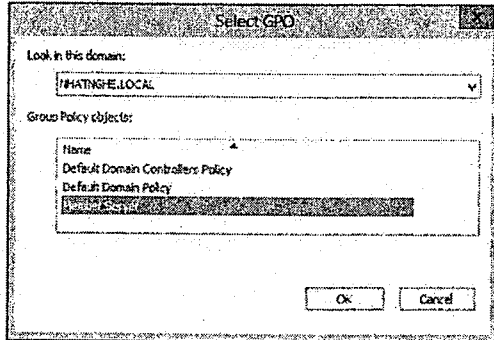 Select GPO
Look in this domain:
NHATNGHE.LOCAL
Group Policy objects:
Name
Default Domain Controllers Policy
Default Domain Policy
OK
Cancel